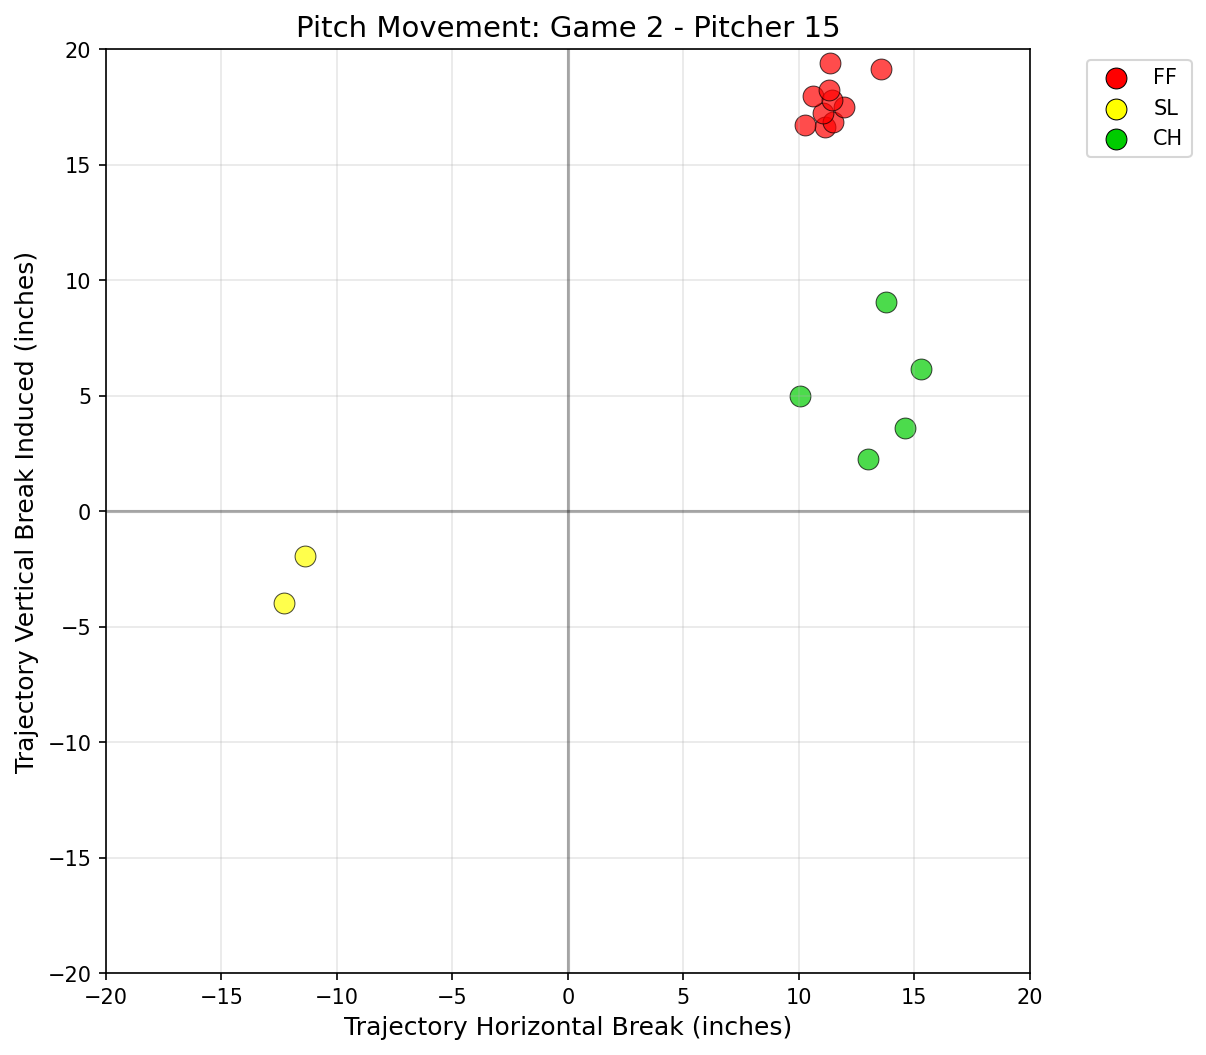 Pitch Movement: Game 2 - Pitcher 15
FF
SL
CH
Trajectory Vertical Break Induced (inches)
20
15
10
5
0
−5
−10
−15
−20
−20 −15 −10 −5 0 5 10 15 20
Trajectory Horizontal Break (inches)